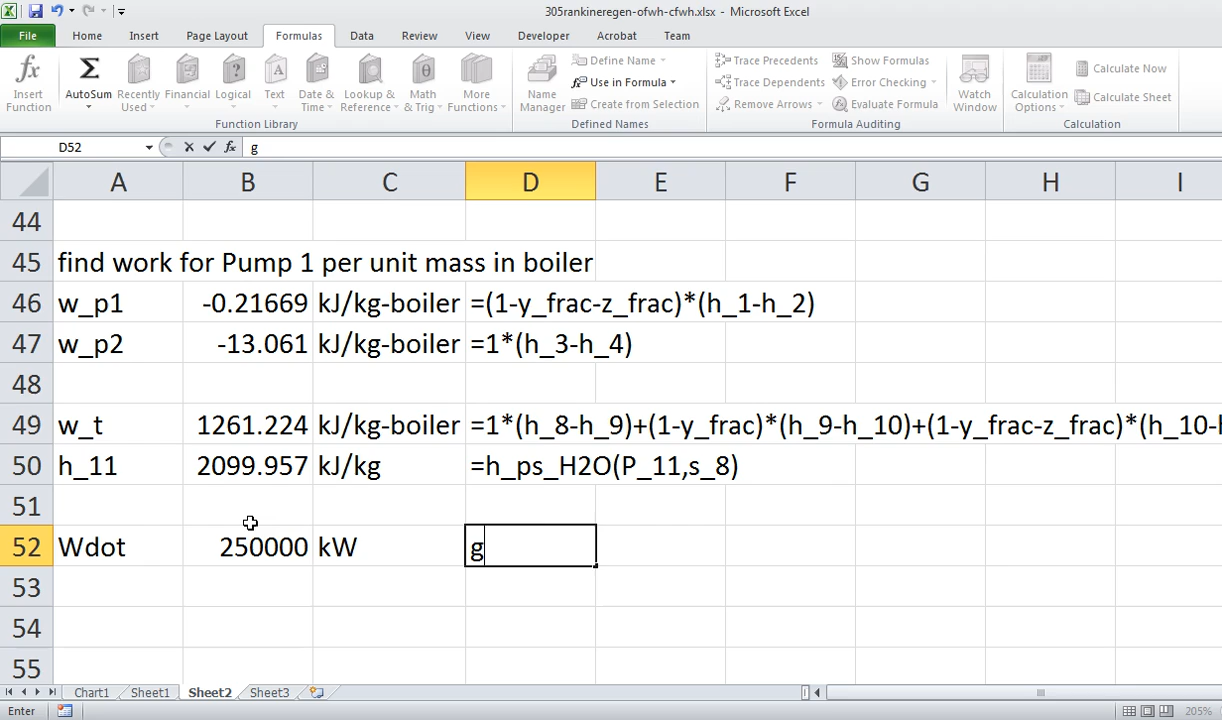 305rankineregen-ofwh-cfwh.xlsx - Microsoft Excel
File Home Insert Page Layout Formulas Data Review View Developer Acrobat Team
Insert Function
AutoSum
Recently Used
Financial
Logical
Text
Date & Time
Lookup & Reference
Math & Trig
More Functions
Function Library
Name Manager
Define Name
Use in Formula
Create from Selection
Defined Names
Trace Precedents
Trace Dependents
Remove Arrows
Show Formulas
Error Checking
Evaluate Formula
Watch Window
Formula Auditing
Calculation Options
Calculate Now
Calculate Sheet
Calculation
D52 fx g
A B C D E F G H I
44
45 find work for Pump 1 per unit mass in boiler
46 w_p1 -0.21669 kJ/kg-boiler =(1-y_frac-z_frac)*(h_1-h_2)
47 w_p2 -13.061 kJ/kg-boiler =1*(h_3-h_4)
48
49 w_t 1261.224 kJ/kg-boiler =1*(h_8-h_9)+(1-y_frac)*(h_9-h_10)+(1-y_frac-z_frac)*(h_10-h
50 h_11 2099.957 kJ/kg =h_ps_H2O(P_11,s_8)
51
52 Wdot 250000 kW g
53
54
55
Chart1 Sheet1 Sheet2 Sheet3
Enter 205%